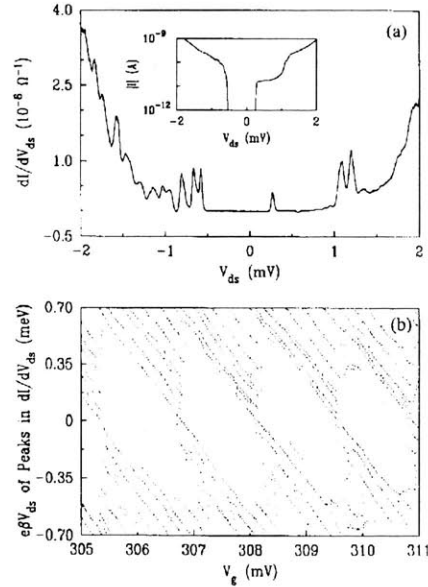 4.0
(a)
10⁻⁹
|I| (A)
10⁻¹²
-2 0 2
V_ds (mV)
2.5
1.0
-0.5
dI/dV_ds (10⁻⁸ Ω⁻¹)
-2 -1 0 1 2
V_ds (mV)
0.70
(b)
0.35
0
-0.35
-0.70
eβV_ds of Peaks in dI/dV_ds (meV)
305 306 307 308 309 310 311
V_g (mV)